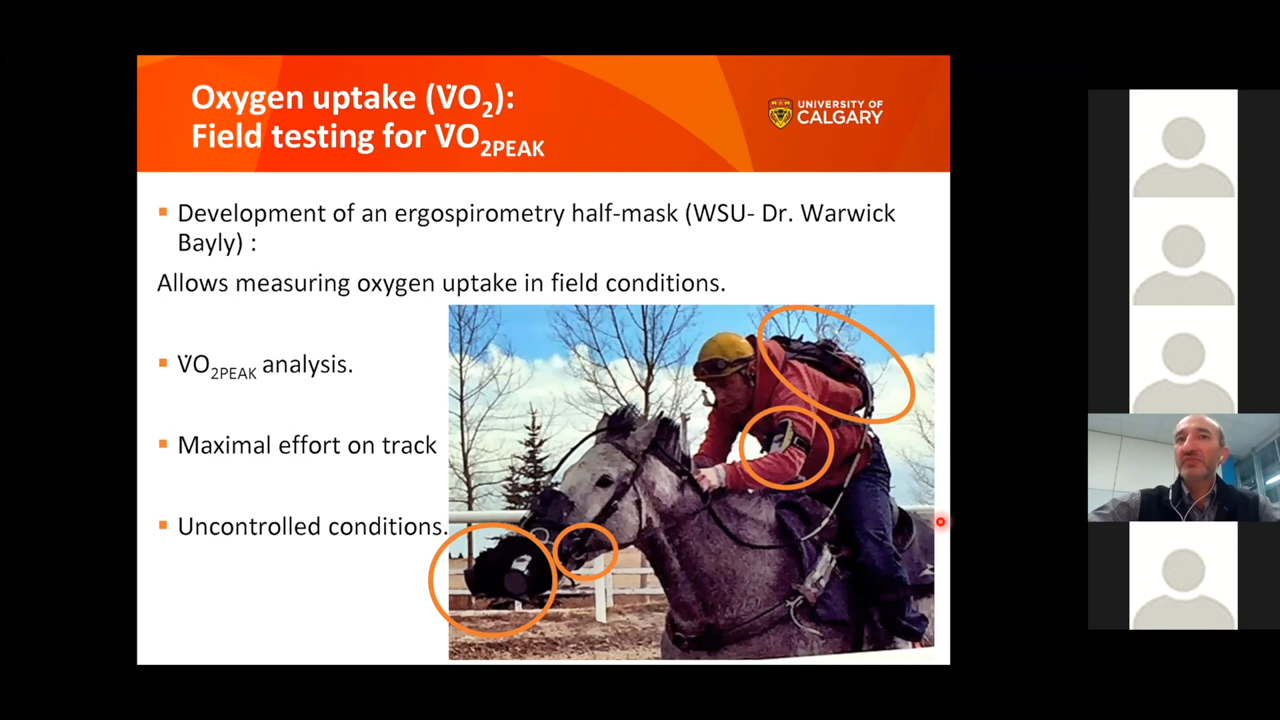 Oxygen uptake (V̇O₂):
Field testing for V̇O₂PEAK
UNIVERSITY OF
CALGARY
▪ Development of an ergospirometry half-mask (WSU- Dr. Warwick
Bayly) :
Allows measuring oxygen uptake in field conditions.
▪ V̇O₂PEAK analysis.
▪ Maximal effort on track
▪ Uncontrolled conditions.